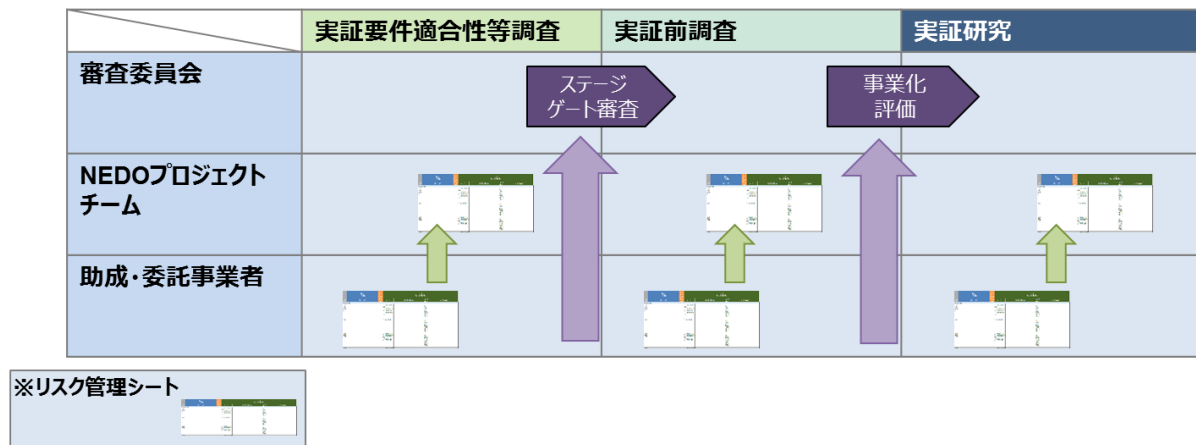 実証要件適合性等調査
実証前調査
実証研究
審査委員会
ステージ
ゲート審査
事業化
評価
NEDOプロジェクト
チーム
助成・委託事業者
※リスク管理シート